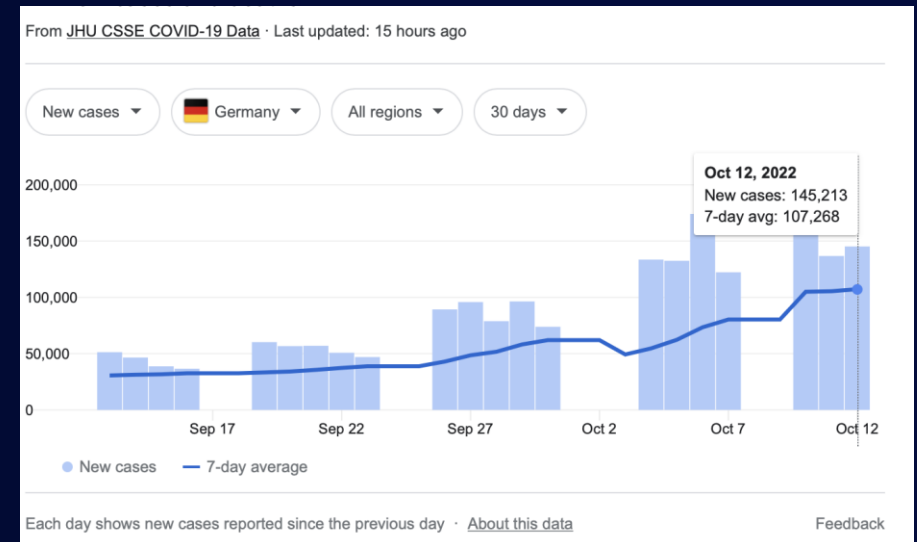 From JHU CSSE COVID-19 Data · Last updated: 15 hours ago
New cases Germany All regions 30 days
200,000
150,000
100,000
50,000
0
Oct 12, 2022
New cases: 145,213
7-day avg: 107,268
Sep 17 Sep 22 Sep 27 Oct 2 Oct 7 Oct 12
New cases 7-day average
Each day shows new cases reported since the previous day · About this data Feedback